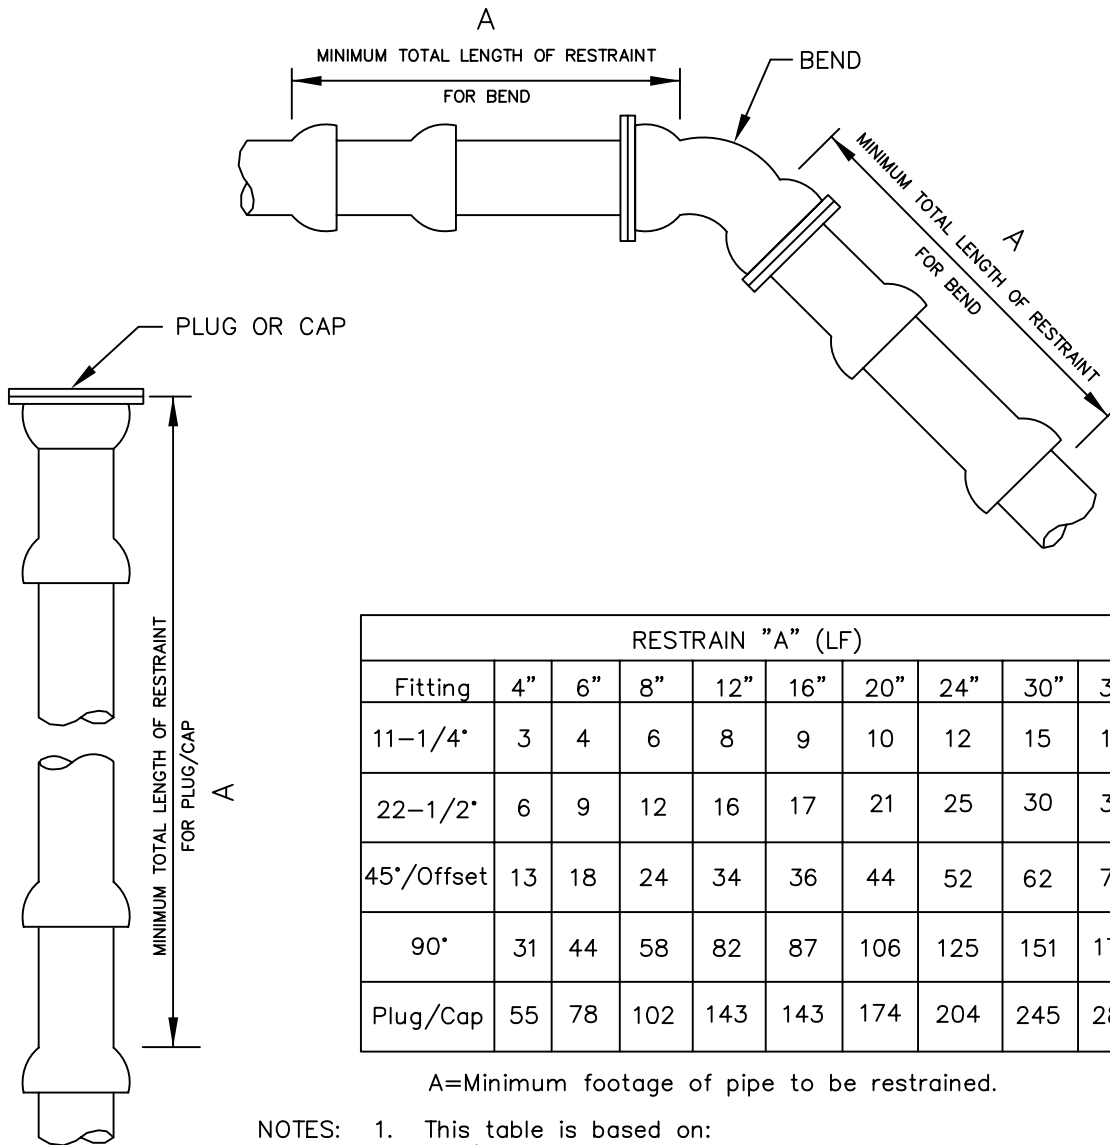 A
MINIMUM TOTAL LENGTH OF RESTRAINT
FOR BEND
BEND
MINIMUM TOTAL LENGTH OF RESTRAINT
FOR BEND
A
PLUG OR CAP
MINIMUM TOTAL LENGTH OF RESTRAINT
FOR PLUG/CAP
A
RESTRAIN "A" (LF)
Fitting 4" 6" 8" 12" 16" 20" 24" 30"
11-1/4° 3 4 6 8 9 10 12 15
22-1/2° 6 9 12 16 17 21 25 30
45°/Offset 13 18 24 34 36 44 52 62
90° 31 44 58 82 87 106 125 151
Plug/Cap 55 78 102 143 143 174 204 245
A=Minimum footage of pipe to be restrained.
NOTES: 1. This table is based on: